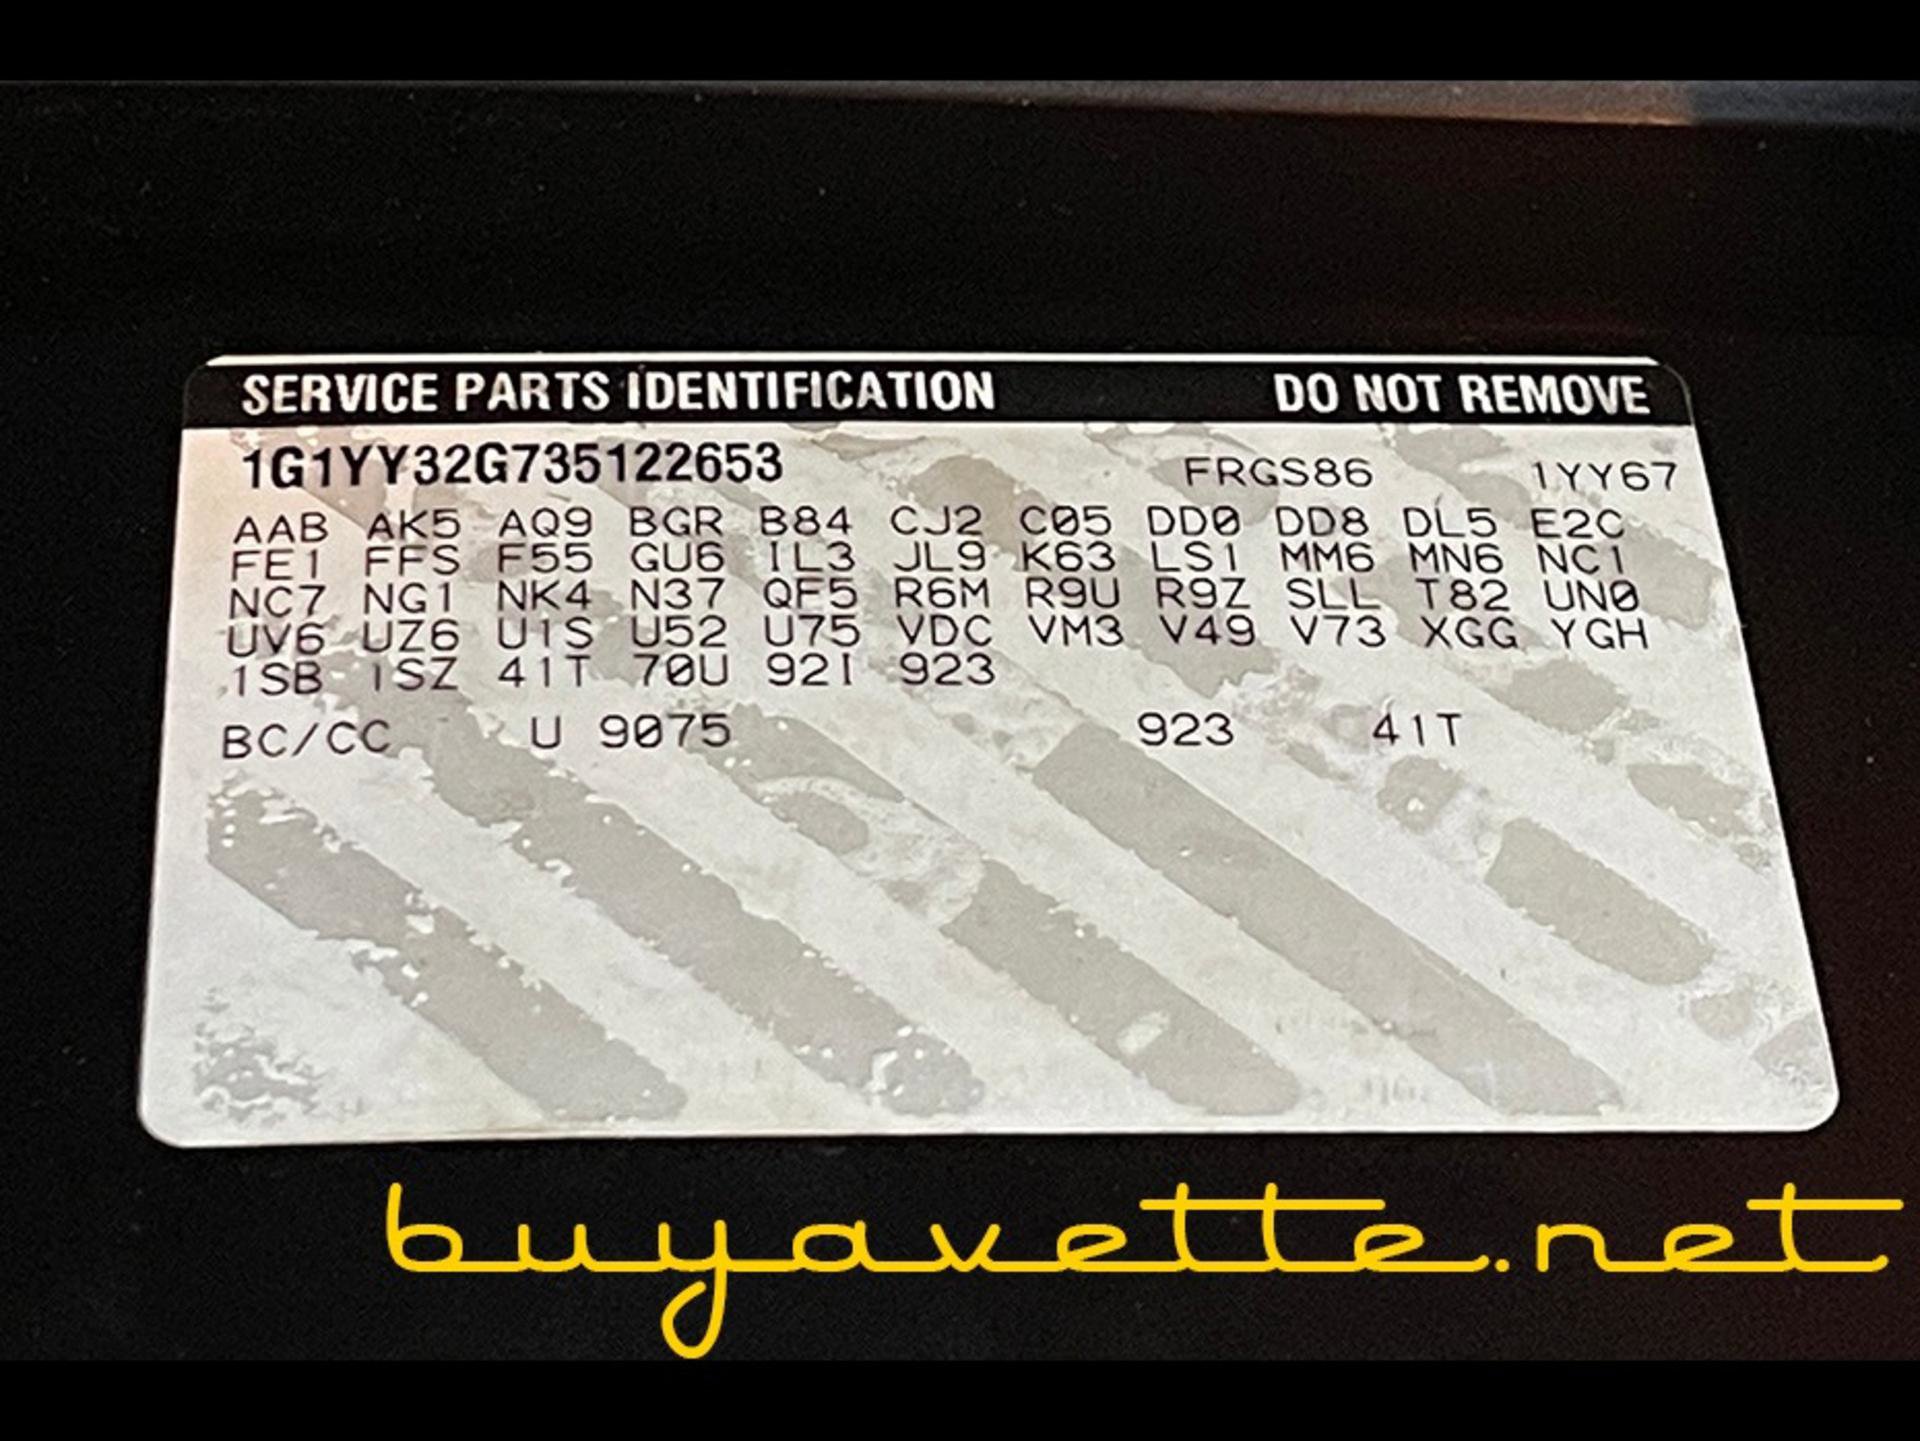 SERVICE PARTS IDENTIFICATION DO NOT REMOVE
1G1YY32G735122653 FRGS86 1YY67
AAB AK5 AQ9 BGR B84 CJ2 C05 DD0 DD8 DL5 E2C
FE1 FFS F55 GU6 IL3 JL9 K63 LS1 MM6 MN6 NC1
NC7 NG1 NK4 N37 QF5 R6M R9U R9Z SLL T82 UN0
UV6 UZ6 U1S U52 U75 VDC VM3 V49 V73 XGG YGH
1SB 1SZ 41T 70U 92I 923
BC/CC U 9075 923 41T
buyavette.net